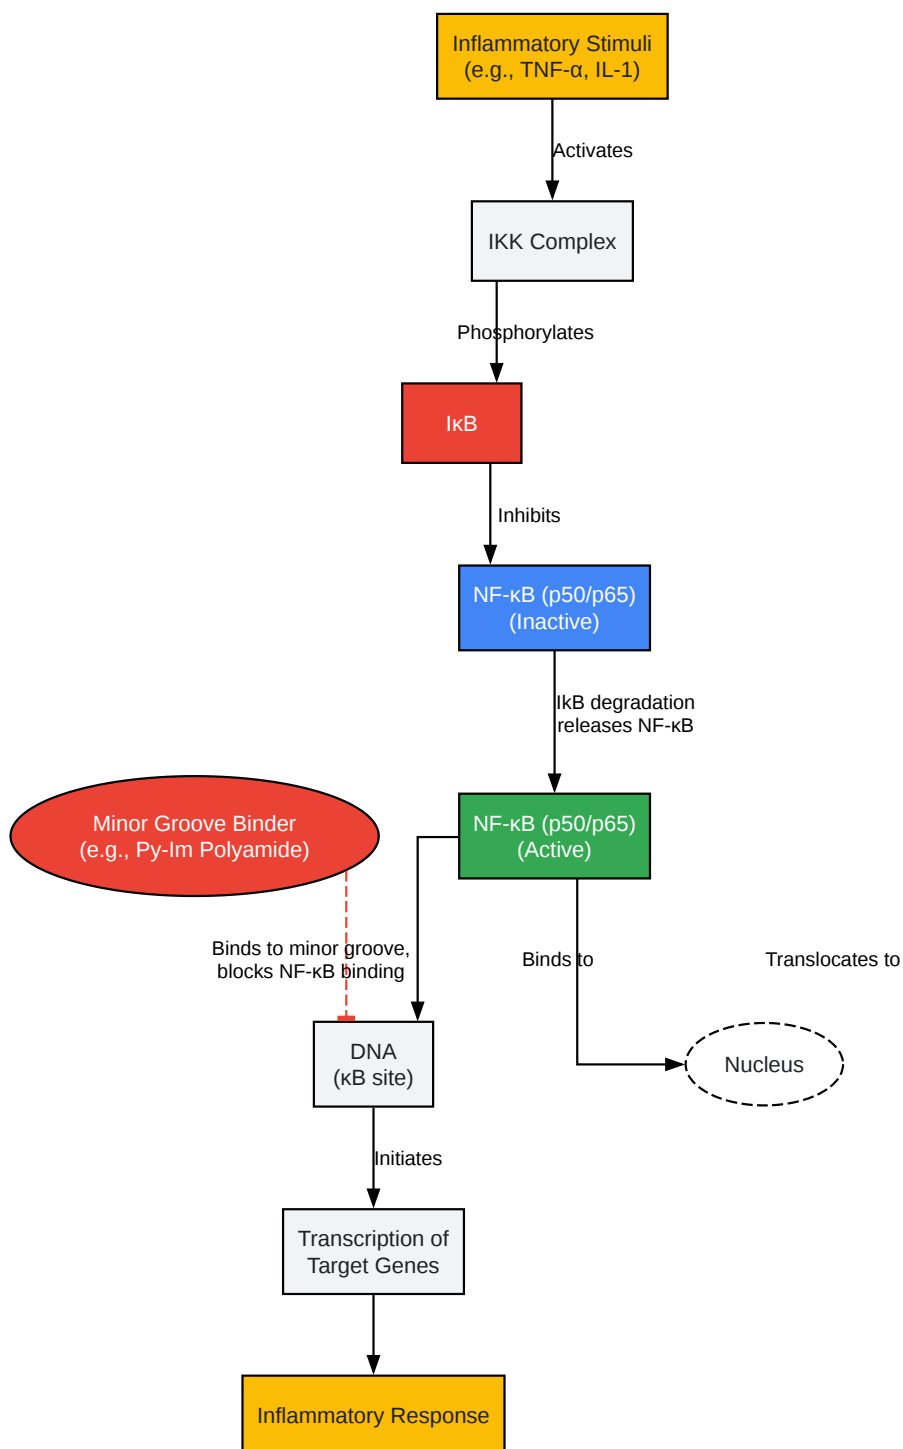 Inflammatory Stimuli
(e.g., TNF-α, IL-1)
Activates
IKK Complex
Phosphorylates
IκB
Inhibits
NF-κB (p50/p65)
(Inactive)
IkB degradation
releases NF-κB
Minor Groove Binder
(e.g., Py-Im Polyamide)
NF-κB (p50/p65)
(Active)
Binds to minor groove,
blocks NF-κB binding
Binds to
Translocates to
DNA
(κB site)
Nucleus
Initiates
Transcription of
Target Genes
Inflammatory Response